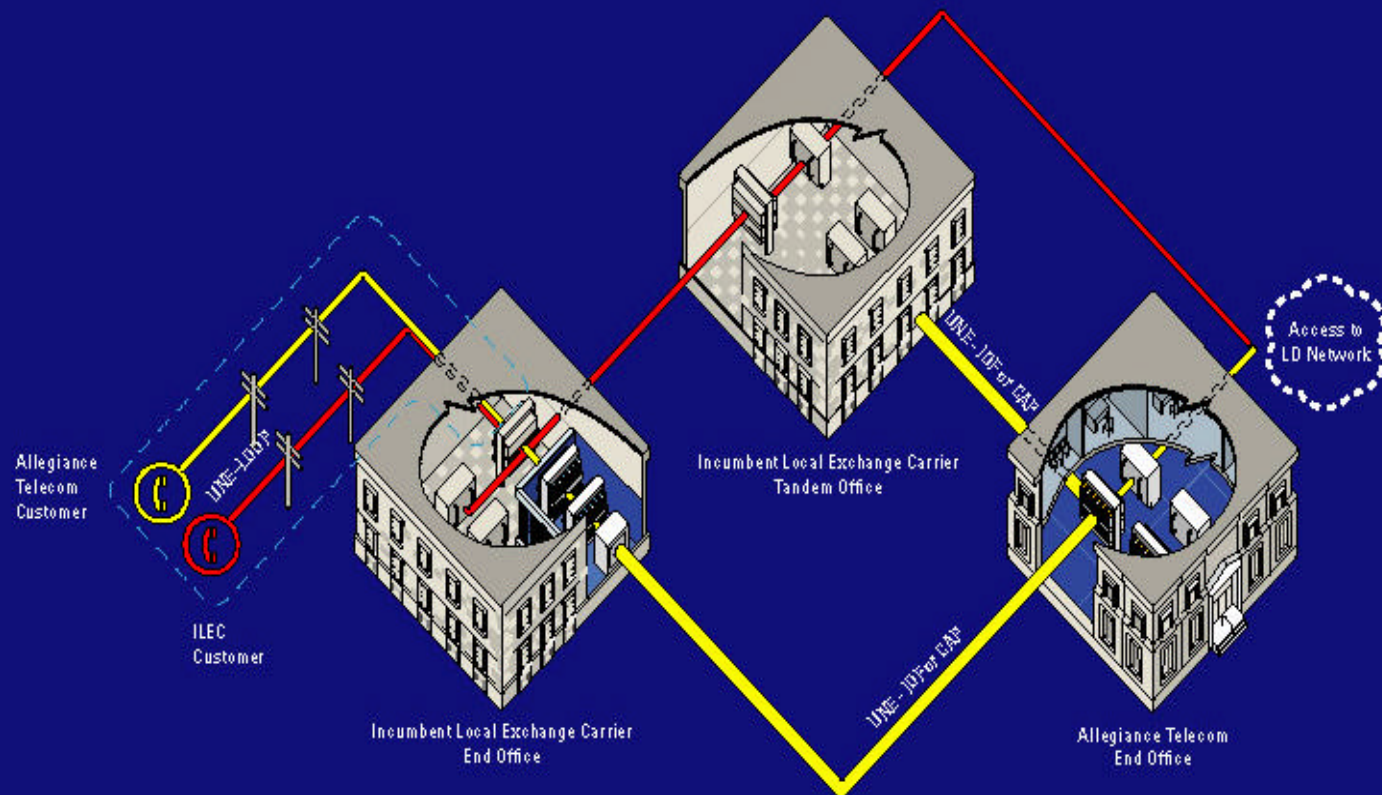 Access to
LD Network
UNE-IOF or CAP
Allegiance
Telecom
Customer
UNE-LOOP
Incumbent Local Exchange Carrier
Tandem Office
ILEC
Customer
UNE-IOF or CAP
Incumbent Local Exchange Carrier
End Office
Allegiance Telecom
End Office